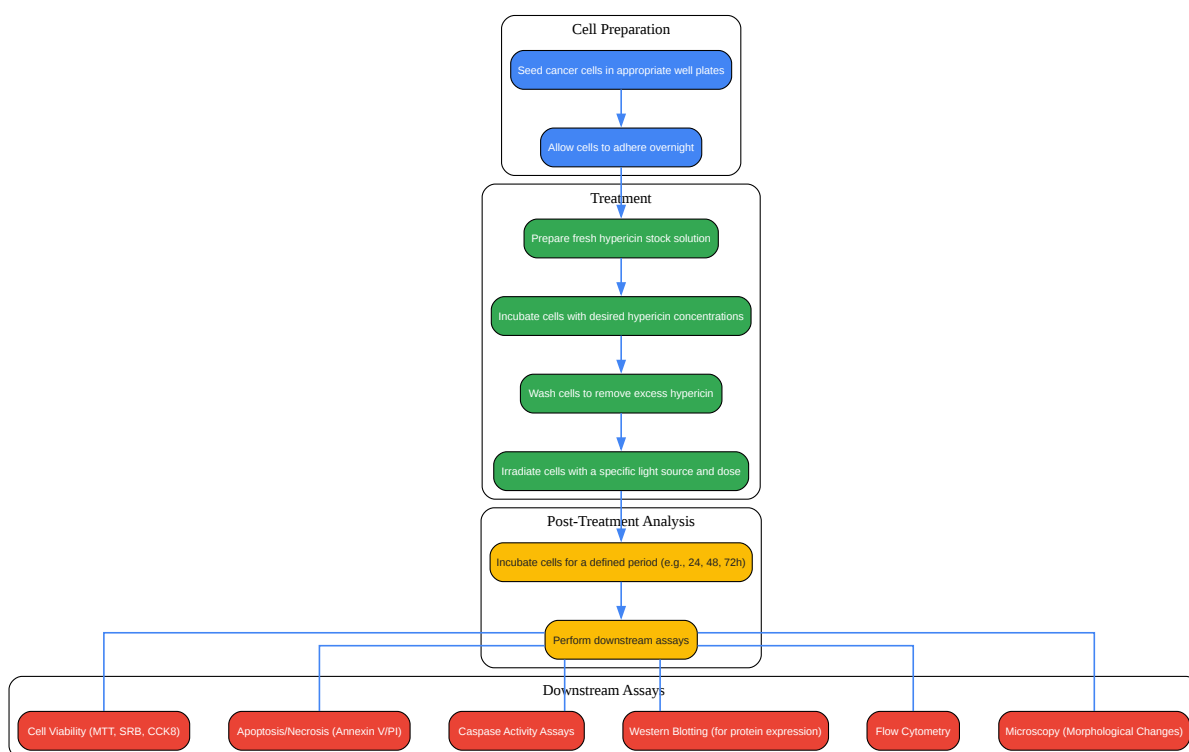 Cell Preparation
Seed cancer cells in appropriate well plates
Allow cells to adhere overnight
Treatment
Prepare fresh hypericin stock solution
Incubate cells with desired hypericin concentrations
Wash cells to remove excess hypericin
Irradiate cells with a specific light source and dose
Post-Treatment Analysis
Incubate cells for a defined period (e.g., 24, 48, 72h)
Perform downstream assays
Downstream Assays
Cell Viability (MTT, SRB, CCK8)
Apoptosis/Necrosis (Annexin V/PI)
Caspase Activity Assays
Western Blotting (for protein expression)
Flow Cytometry
Microscopy (Morphological Changes)